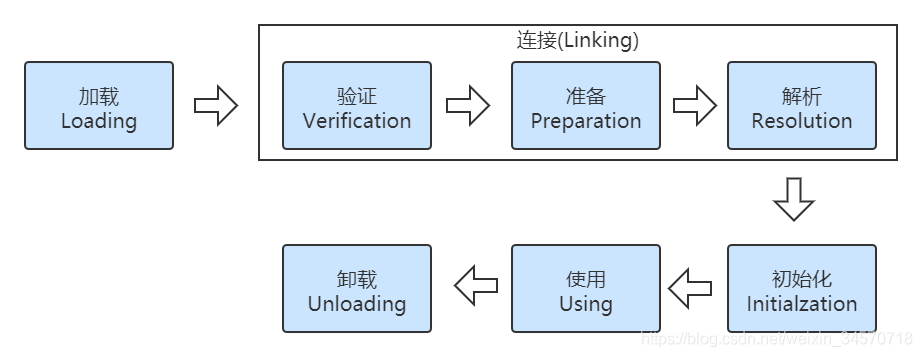 连接(Linking)
加载
Loading
验证
Verification
准备
Preparation
解析
Resolution
卸载
Unloading
使用
Using
初始化
Initialzation
https://blog.csdn.net/weixin_34570718